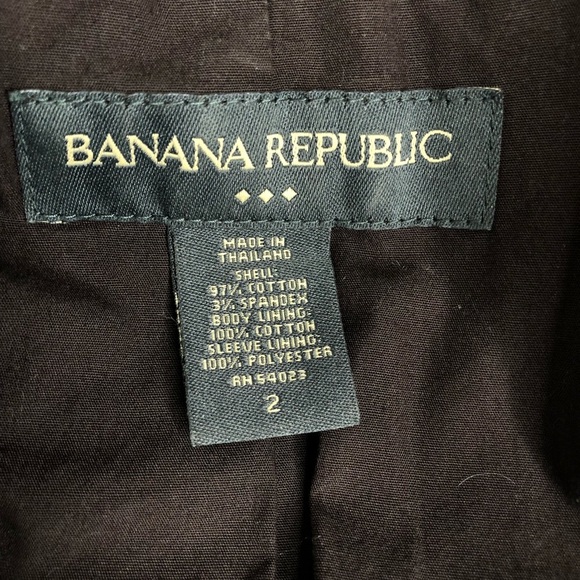 BANANA REPUBLIC
MADE IN
THAILAND
SHELL:
97% COTTON
3% SPANDEX
BODY LINING:
100% COTTON
SLEEVE LINING:
100% POLYESTER
RN 54023
2